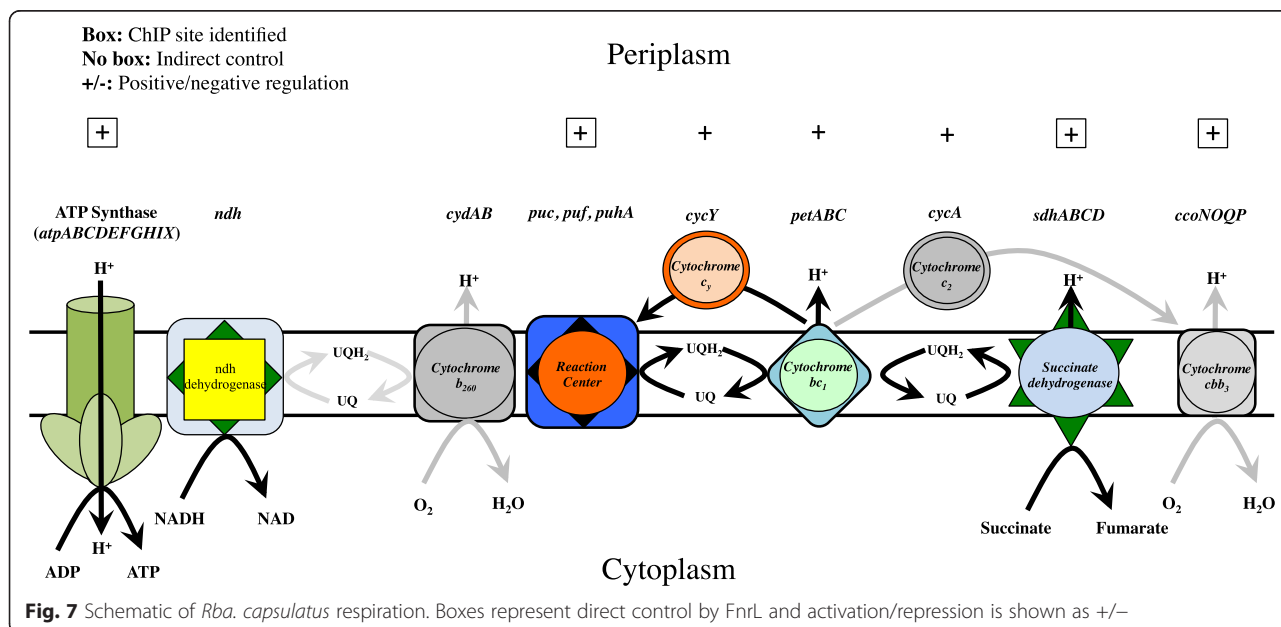 Box: ChIP site identified
No box: Indirect control
+/-: Positive/negative regulation
Periplasm
+ + + + + + +
ATP Synthase
(atpABCDEFGHIX)
ndh
cydAB
puc, puf, puhA
cycY
petABC
cycA
sdhABCD
ccoNOQP
H⁺
H⁺
Cytochrome
cᵧ
H⁺
Cytochrome
c₂
H⁺
H⁺
ndh
dehydrogenase
UQH₂
UQ
Cytochrome
b₂₆₀
Reaction
Center
UQH₂
UQ
Cytochrome
bc₁
UQH₂
UQ
Succinate
dehydrogenase
Cytochrome
cbb₃
NADH
NAD
O₂
H₂O
Succinate
Fumarate
O₂
H₂O
H⁺
ADP
ATP
Cytoplasm
Fig. 7 Schematic of Rba. capsulatus respiration. Boxes represent direct control by FnrL and activation/repression is shown as +/−